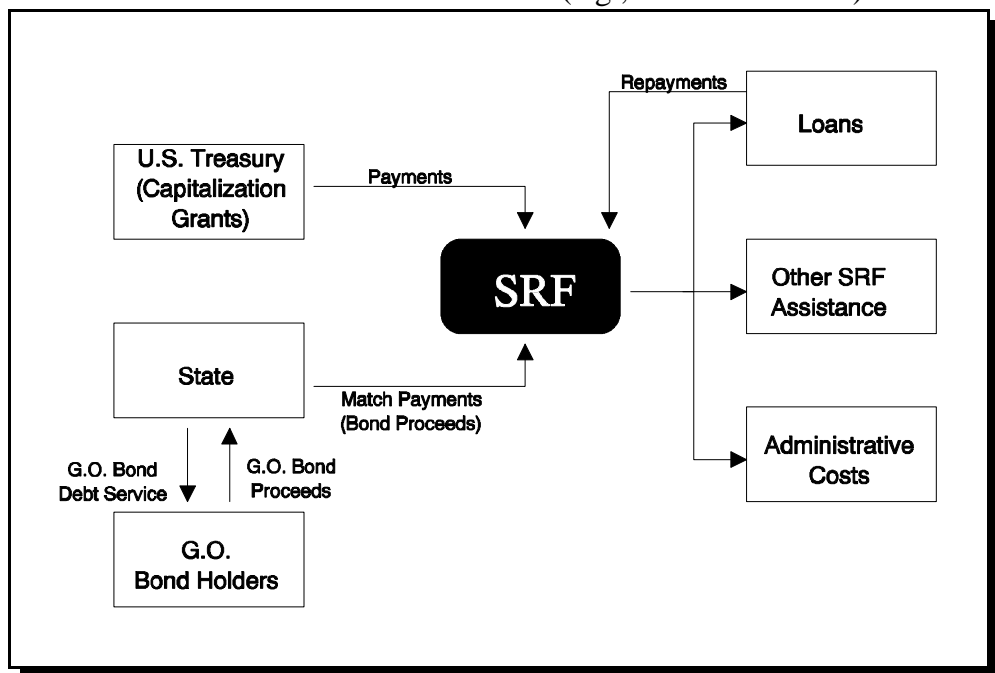 Repayments
Loans
U.S. Treasury
(Capitalization
Grants)
Payments
SRF
Other SRF
Assistance
State
Match Payments
(Bond Proceeds)
Administrative
Costs
G.O. Bond
Debt Service
G.O. Bond
Proceeds
G.O.
Bond Holders